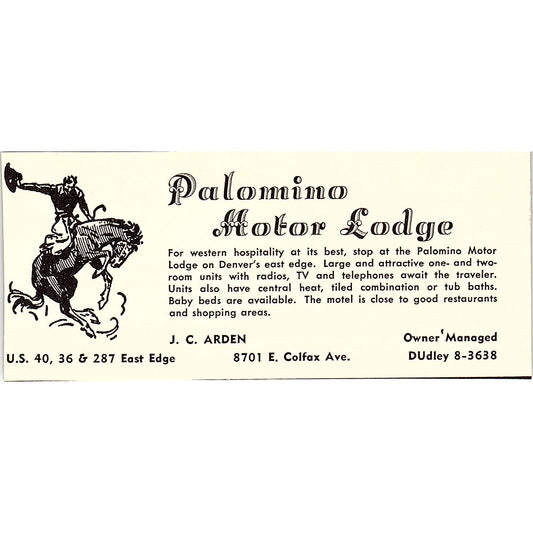 Palomino
Motor Lodge
For western hospitality at its best, stop at the Palomino Motor
Lodge on Denver's east edge. Large and attractive one- and two-
room units with radios, TV and telephones await the traveler.
Units also have central heat, tiled combination or tub baths.
Baby beds are available. The motel is close to good restaurants
and shopping areas.
J. C. ARDEN Owner Managed
U.S. 40, 36 & 287 East Edge 8701 E. Colfax Ave. DUdley 8-3638